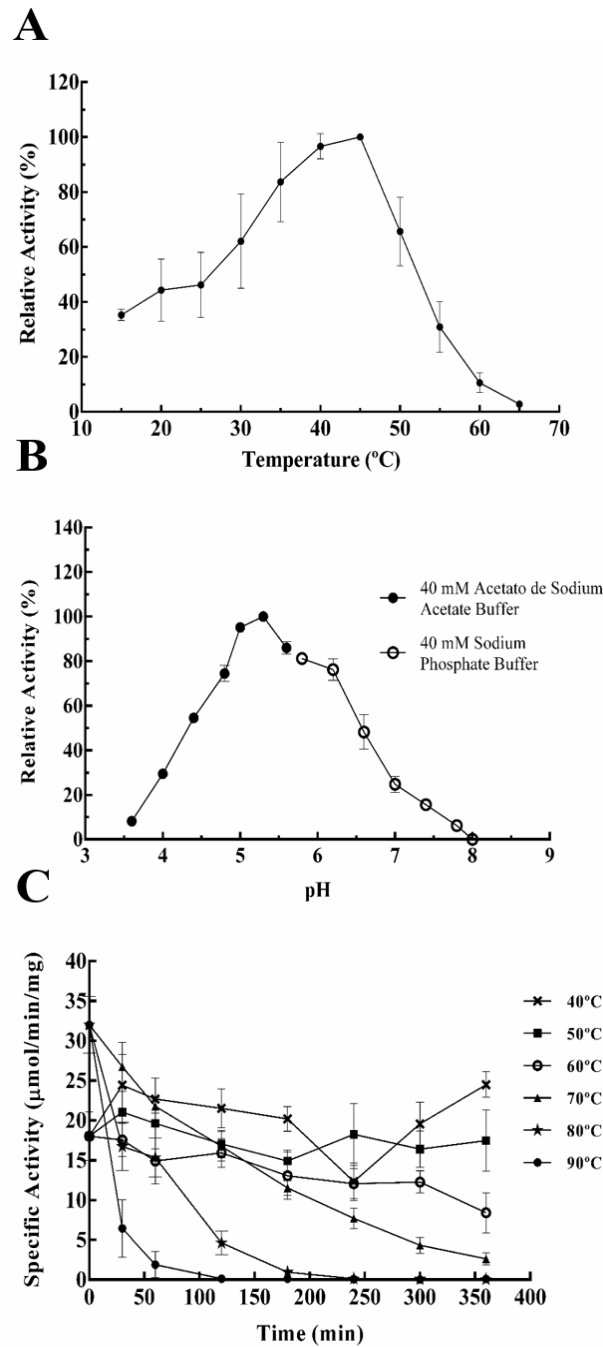 A
120
100
80
60
40
20
0
Relative Activity (%)
10 20 30 40 50 60 70
Temperature (ºC)
B
140
120
100
80
60
40
20
0
Relative Activity (%)
40 mM Acetato de Sodium
Acetate Buffer
40 mM Sodium
Phosphate Buffer
3 4 5 6 7 8 9
pH
C
40
35
30
25
20
15
10
5
0
Specific Activity (μmol/min/mg)
40ºC
50ºC
60ºC
70ºC
80ºC
90ºC
0 50 100 150 200 250 300 350 400
Time (min)